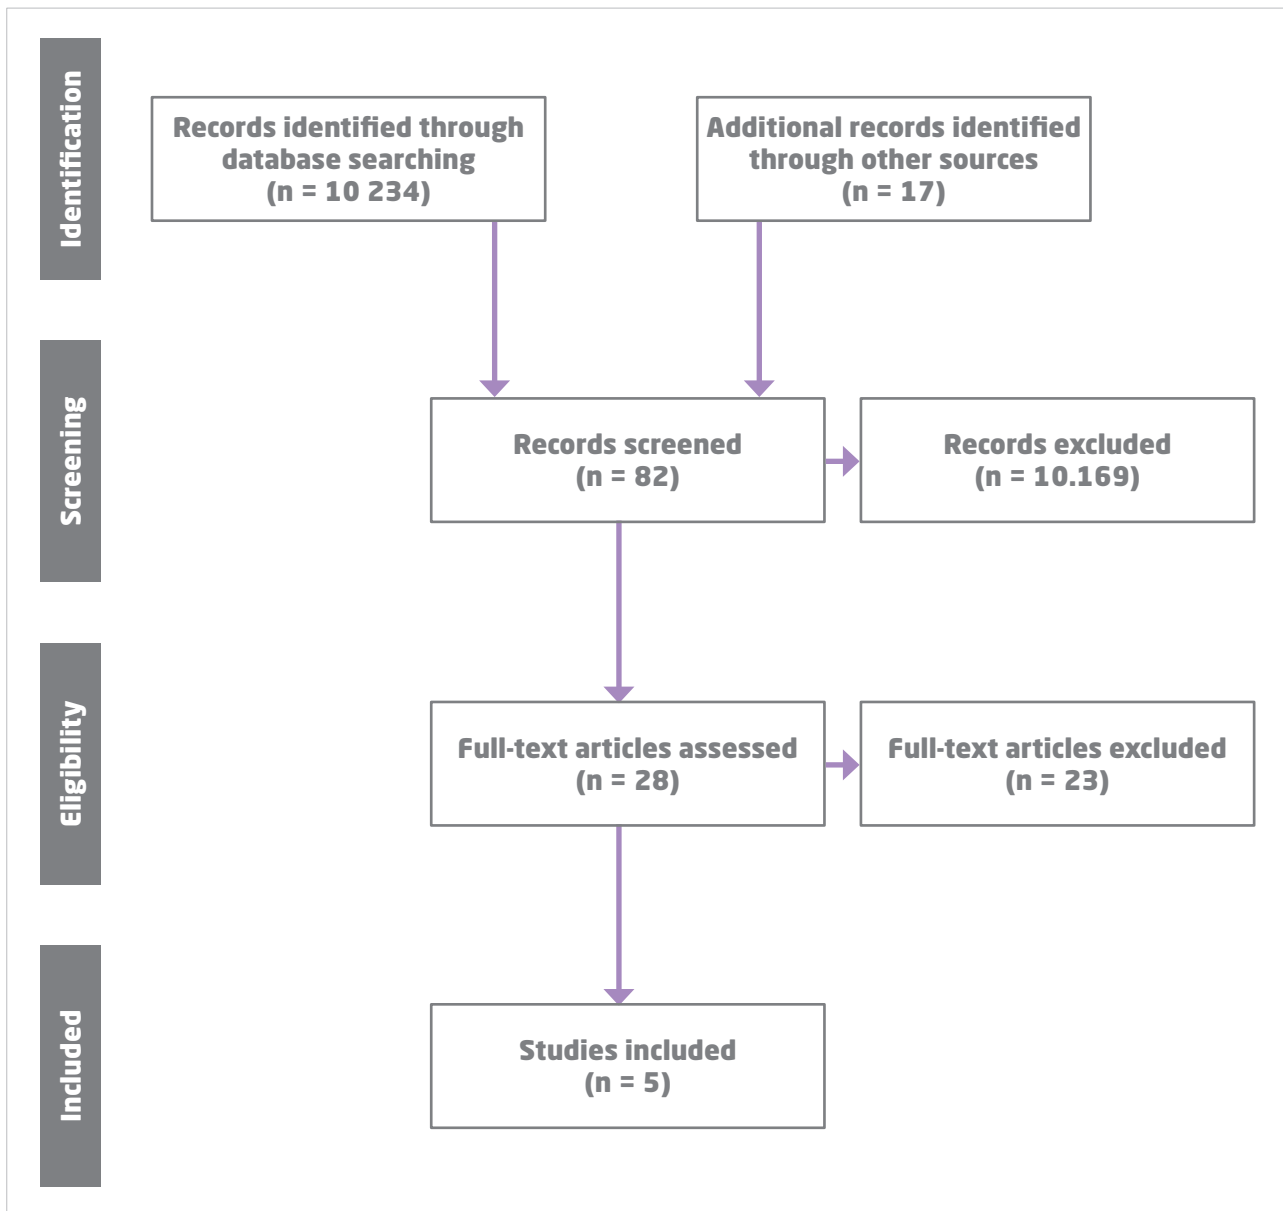 Identification
Records identified through
database searching
(n = 10 234)
Additional records identified
through other sources
(n = 17)
Screening
Records screened
(n = 82)
Records excluded
(n = 10.169)
Eligibility
Full-text articles assessed
(n = 28)
Full-text articles excluded
(n = 23)
Included
Studies included
(n = 5)